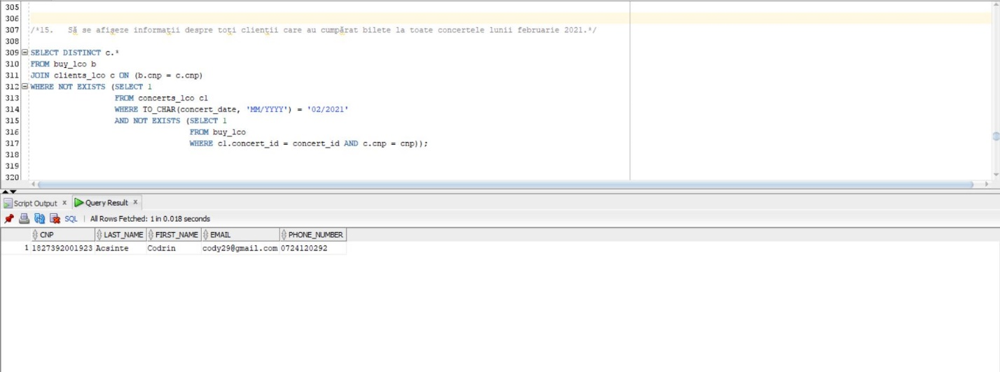 305
306
307 /*15. Să se afișeze informații despre toți clienții care au cumpărat bilete la toate concertele lunii februarie 2021.*/
308
309 SELECT DISTINCT c.*
310 FROM buy_lco b
311 JOIN clients_lco c ON (b.cnp = c.cnp)
312 WHERE NOT EXISTS (SELECT 1
313 FROM concerts_lco c1
314 WHERE TO_CHAR(concert_date, 'MM/YYYY') = '02/2021'
315 AND NOT EXISTS (SELECT 1
316 FROM buy_lco
317 WHERE c1.concert_id = concert_id AND c.cnp = cnp));
318
319
320
Script Output x Query Result x
SQL | All Rows Fetched: 1 in 0.018 seconds
CNP LAST_NAME FIRST_NAME EMAIL PHONE_NUMBER
1 1827392001923 Acsinte Codrin cody29@gmail.com 0724120292